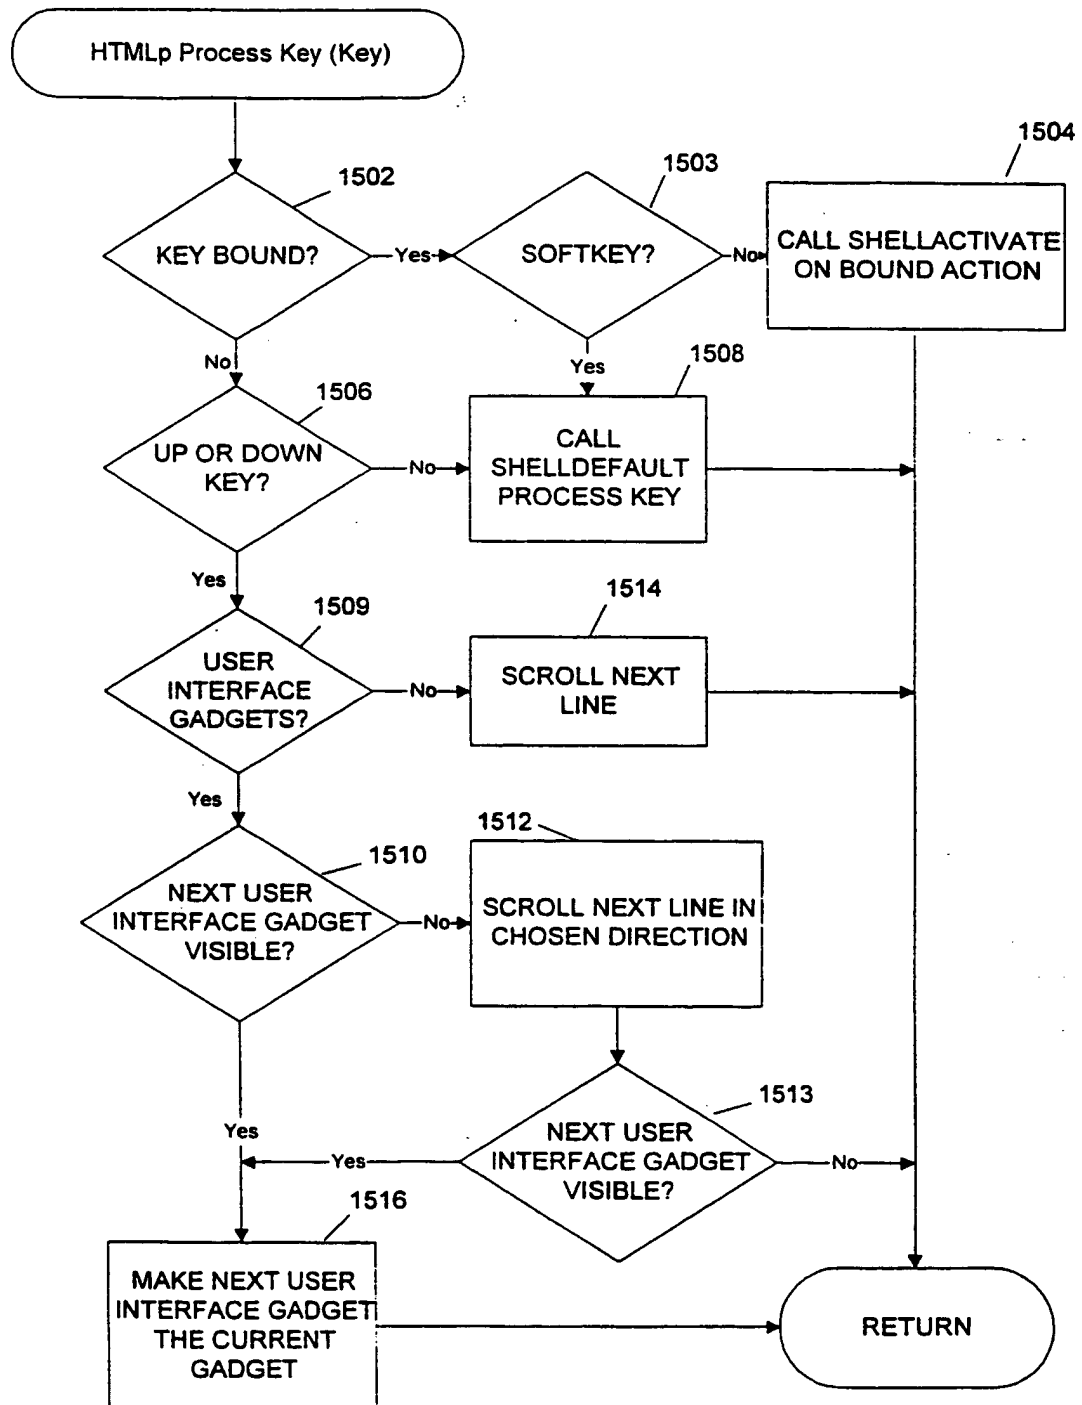 HTMLp Process Key (Key)
1502
KEY BOUND?
Yes
1503
SOFTKEY?
No
1504
CALL SHELLACTIVATE
ON BOUND ACTION
No
Yes
1506
UP OR DOWN
KEY?
No
1508
CALL
SHELLDEFAULT
PROCESS KEY
Yes
1509
USER
INTERFACE
GADGETS?
No
1514
SCROLL NEXT
LINE
Yes
1510
NEXT USER
INTERFACE GADGET
VISIBLE?
No
1512
SCROLL NEXT LINE IN
CHOSEN DIRECTION
Yes
1513
NEXT USER
INTERFACE GADGET
VISIBLE?
Yes
No
1516
MAKE NEXT USER
INTERFACE GADGET
THE CURRENT
GADGET
RETURN